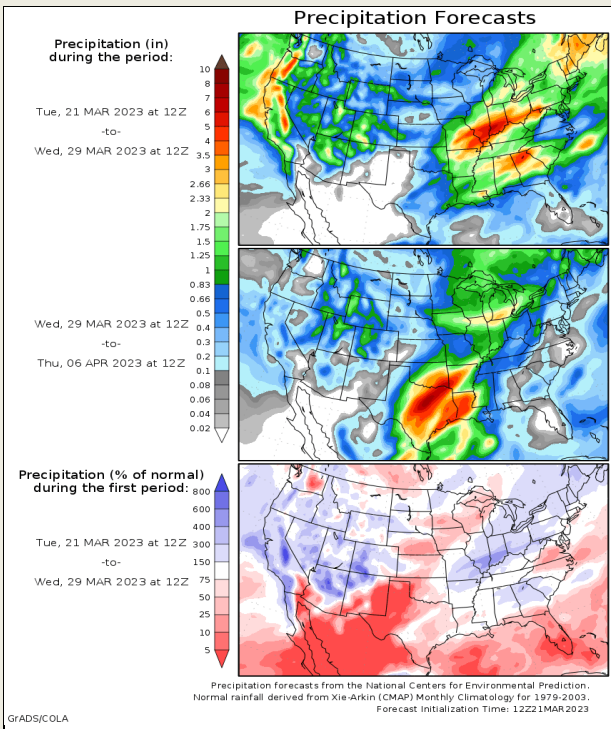 Precipitation Forecasts
Precipitation (in)
during the period:
Tue, 21 MAR 2023 at 12Z
-to-
Wed, 29 MAR 2023 at 12Z
10
8
7
6
5
4
3.5
3
2.66
2.33
2
1.75
1.5
1.25
1
0.83
0.66
0.5
0.4
0.3
0.2
0.1
0.08
0.06
0.04
0.02
Wed, 29 MAR 2023 at 12Z
-to-
Thu, 06 APR 2023 at 12Z
Precipitation (% of normal)
during the first period:
Tue, 21 MAR 2023 at 12Z
-to-
Wed, 29 MAR 2023 at 12Z
800
600
400
300
150
75
50
25
10
5
Precipitation forecasts from the National Centers for Environmental Prediction.
Normal rainfall derived from Xie-Arkin (CMAP) Monthly Climatology for 1979-2003.
Forecast Initialization Time: 12Z21MAR2023
GrADS/COLA